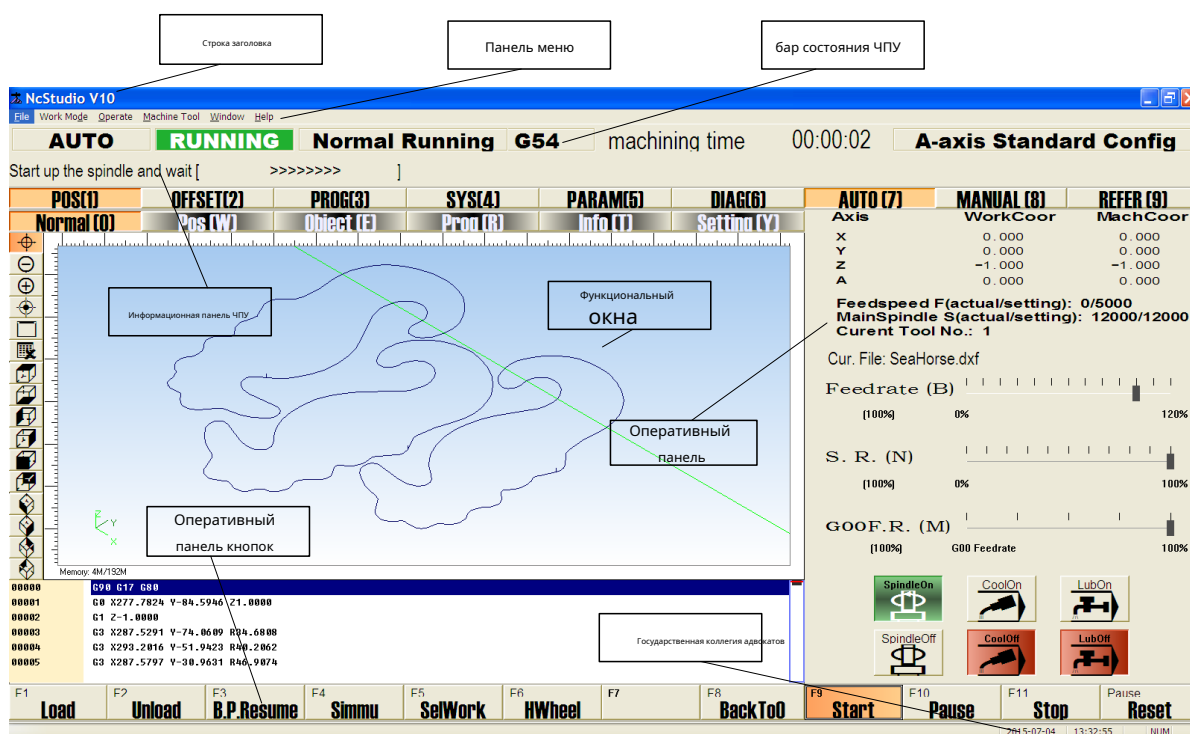 Строка заголовка
Панель меню
бар состояния ЧПУ
NcStudio V10
File Work Mode Operate Machine Tool Window Help
AUTO RUNNING Normal Running G54 machining time 00:00:02 A-axis Standard Config
Start up the spindle and wait [ >>>>>>>> ]
POS(1) OFFSET(2) PROG(3) SYS(4) PARAM(5) DIAG(6) AUTO (7) MANUAL (8) REFER (9)
Normal (Q) Pos (W) Object (E) Prog (R) Info (T) Setting (Y)
Axis WorkCoor MachCoor
X 0.000 0.000
Y 0.000 0.000
Z -1.000 -1.000
A 0.000 0.000
Feedspeed F(actual/setting): 0/5000
MainSpindle S(actual/setting): 12000/12000
Curent Tool No.: 1
Cur. File: SeaHorse.dxf
Feedrate (B)
(100%) 0% 120%
S. R. (N)
(100%) 0% 100%
G00F.R. (M)
(100%) G00 Feedrate 100%
Информационная панель ЧПУ
Функциональный
окна
Оперативный
панель
Оперативный
панель кнопок
Z
Y
X
Memory: 4M/192M
00000 G90 G17 G80
00001 G0 X277.7824 Y-84.5946 Z1.0000
00002 G1 Z-1.0000
00003 G3 X287.5291 Y-74.0609 R34.6808
00004 G3 X293.2016 Y-51.9423 R40.2062
00005 G3 X287.5797 Y-30.9631 R46.9074
Государственная коллегия адвокатов
SpindleOn CoolOn LubOn
SpindleOff CoolOff LubOff
F1 F2 F3 F4 F5 F6 F7 F8 F9 F10 F11 Pause
Load Unload B.P.Resume Simmu SelWork HWheel BackTo0 Start Pause Stop Reset
2015-07-04 13:32:55 NUM